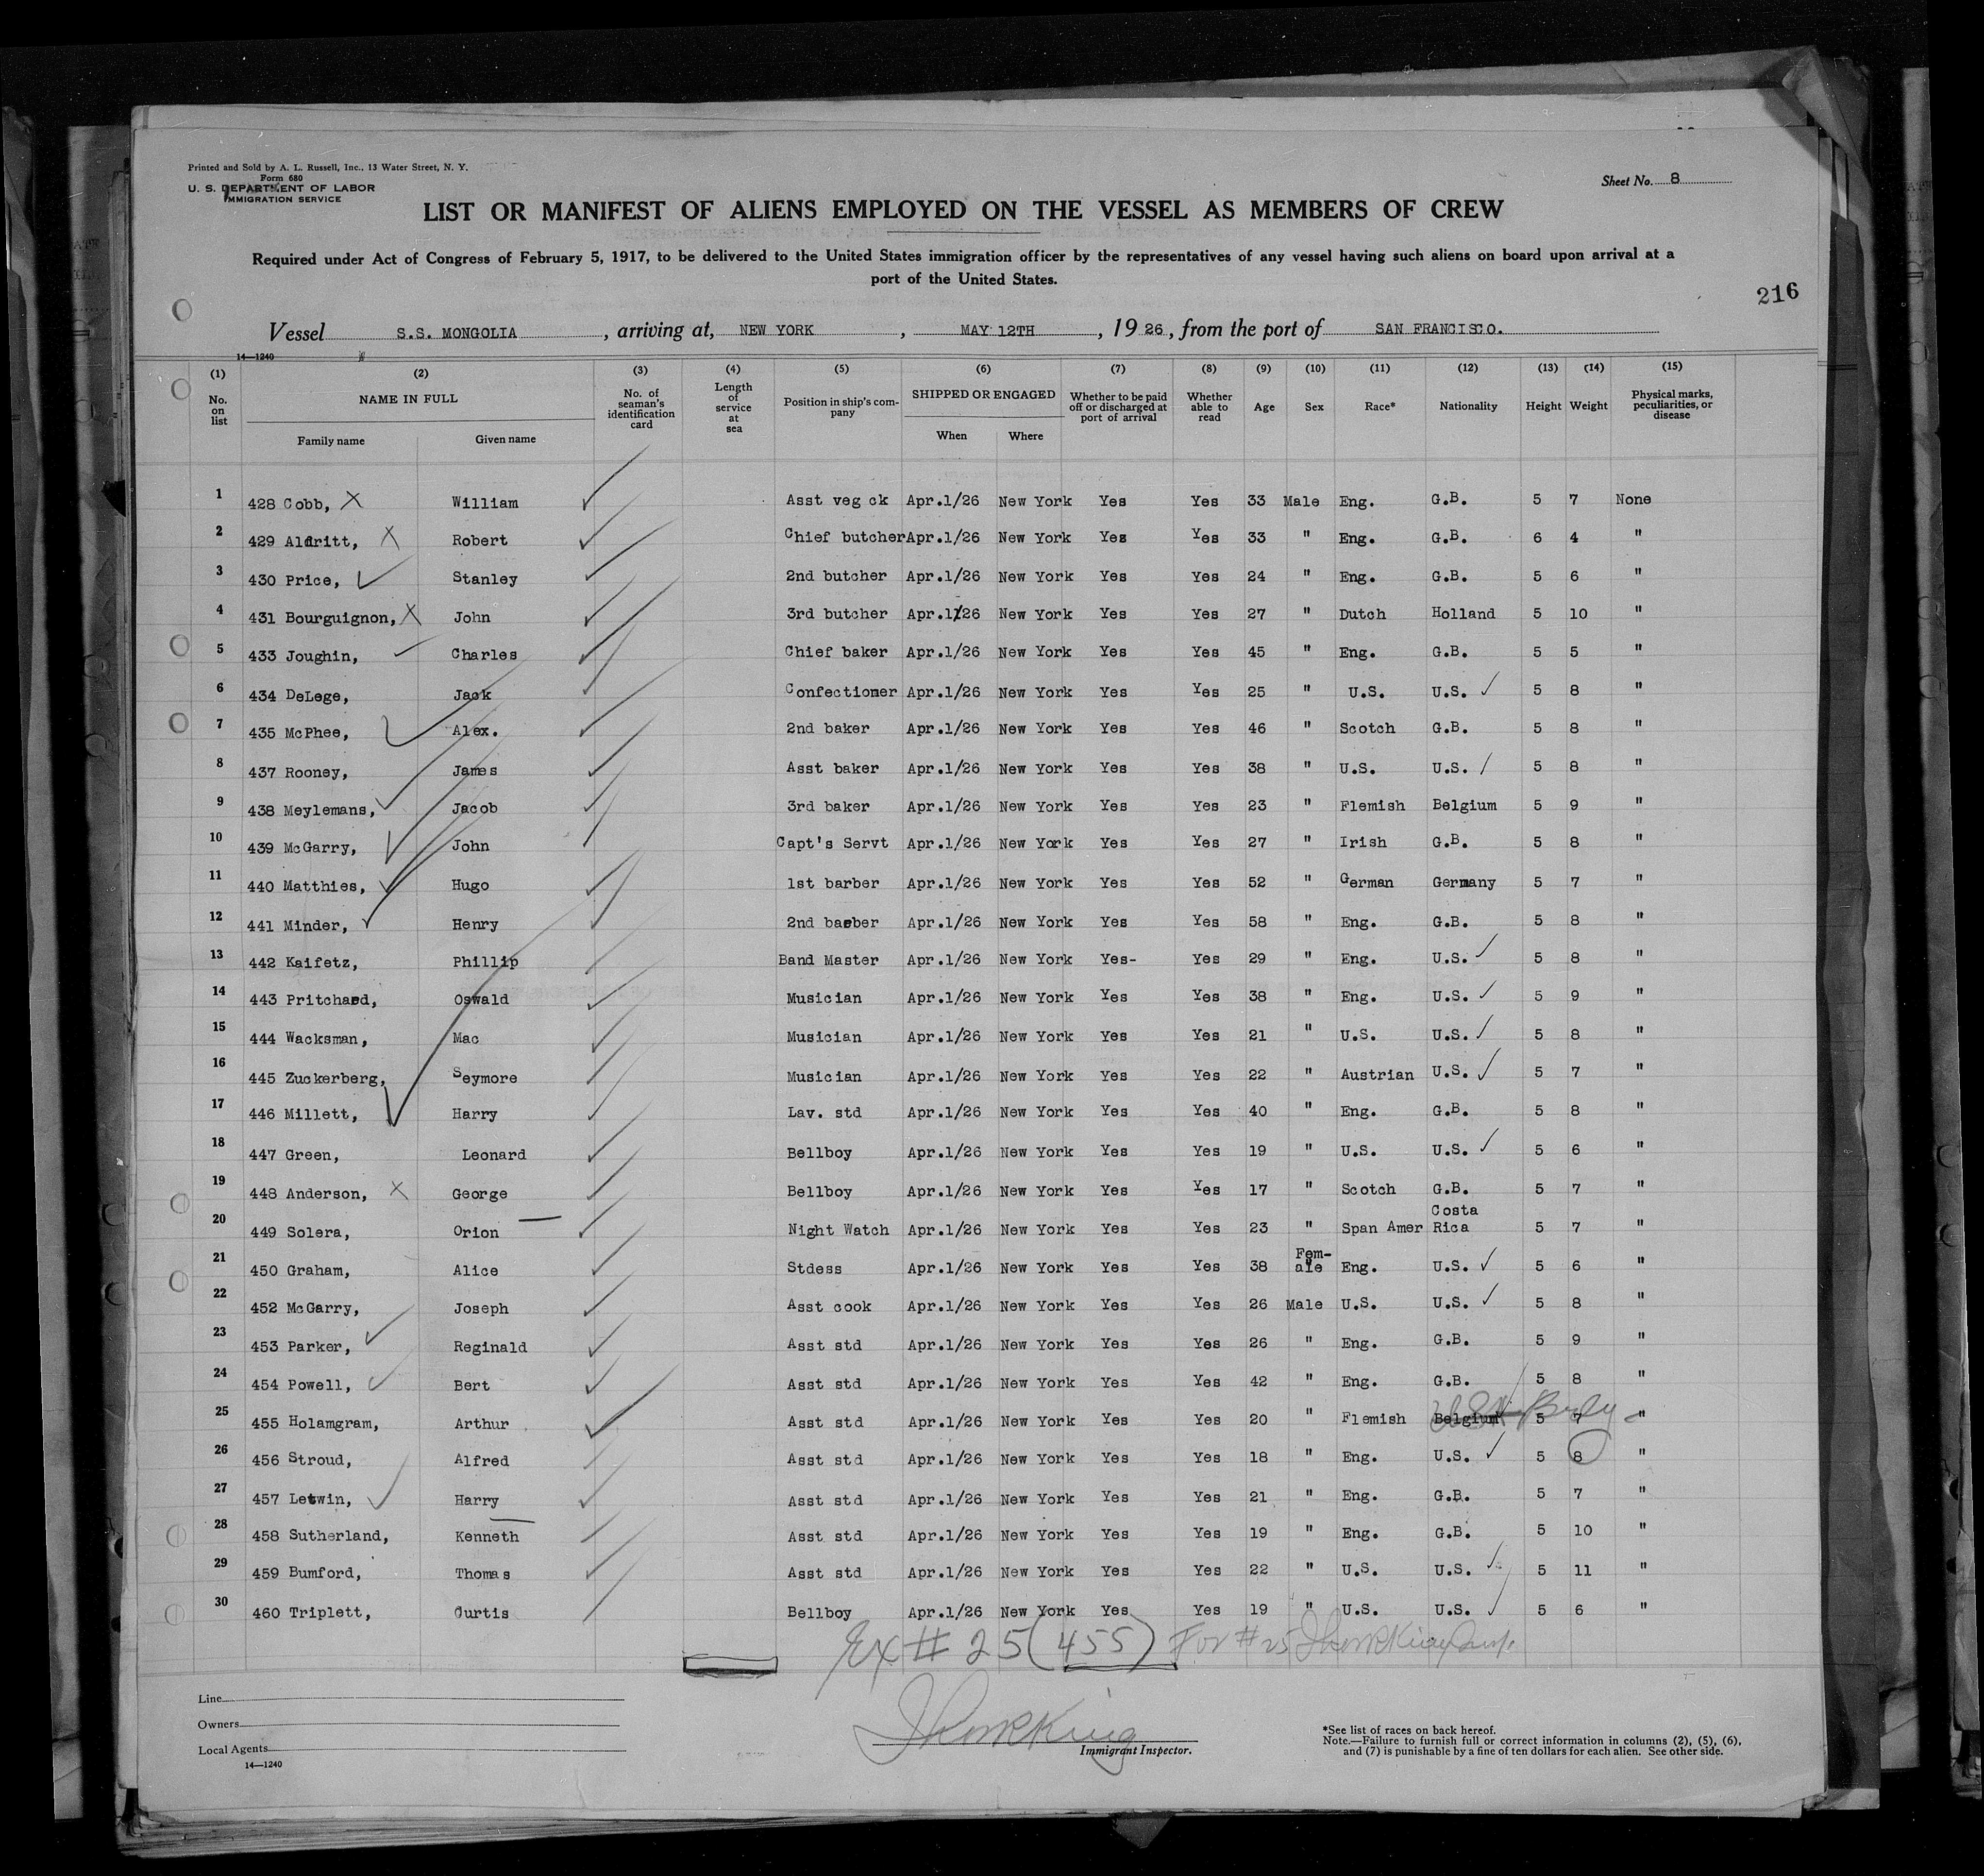 Printed and Sold by A. L. Russell, Inc., 13 Water Street, N. Y.
Form 680
U. S. DEPARTMENT OF LABOR
IMMIGRATION SERVICE
Sheet No. 8
LIST OR MANIFEST OF ALIENS EMPLOYED ON THE VESSEL AS MEMBERS OF CREW
Required under Act of Congress of February 5, 1917, to be delivered to the United States immigration officer by the representatives of any vessel having such aliens on board upon arrival at a
port of the United States.
216
Vessel S.S. MONGOLIA, arriving at, NEW YORK, MAY 12TH, 1926, from the port of SAN FRANCISCO.
14—1240
(1) (2) (3) (4) (5) (6) (7) (8) (9) (10) (11) (12) (13) (14) (15)
No. on list NAME IN FULL No. of seaman's identification card Length of service at sea Position in ship's company SHIPPED OR ENGAGED Whether to be paid off or discharged at port of arrival Whether able to read Age Sex Race* Nationality Height Weight Physical marks, peculiarities, or disease
Family name Given name When Where
1 428 Cobb, X William Asst veg ck Apr.1/26 New York Yes Yes 33 Male Eng. G.B. 5 7 None
2 429 Aldritt, X Robert Chief butcher Apr.1/26 New York Yes Yes 33 " Eng. G.B. 6 4 "
3 430 Price, Stanley 2nd butcher Apr.1/26 New York Yes Yes 24 " Eng. G.B. 5 6 "
4 431 Bourguignon, X John 3rd butcher Apr.1/26 New York Yes Yes 27 " Dutch Holland 5 10 "
5 433 Joughin, Charles Chief baker Apr.1/26 New York Yes Yes 45 " Eng. G.B. 5 5 "
6 434 DeLege, Jack Confectioner Apr.1/26 New York Yes Yes 25 " U.S. U.S. 5 8 "
7 435 McPhee, Alex. 2nd baker Apr.1/26 New York Yes Yes 46 " Scotch G.B. 5 8 "
8 437 Rooney, James Asst baker Apr.1/26 New York Yes Yes 38 " U.S. U.S. 5 8 "
9 438 Meylemans, Jacob 3rd baker Apr.1/26 New York Yes Yes 23 " Flemish Belgium 5 9 "
10 439 McGarry, John Capt's Servt Apr.1/26 New York Yes Yes 27 " Irish G.B. 5 8 "
11 440 Matthies, Hugo 1st barber Apr.1/26 New York Yes Yes 52 " German Germany 5 7 "
12 441 Minder, Henry 2nd barber Apr.1/26 New York Yes Yes 58 " Eng. G.B. 5 8 "
13 442 Kaifetz, Phillip Band Master Apr.1/26 New York Yes- Yes 29 " Eng. U.S. 5 8 "
14 443 Pritchard, Oswald Musician Apr.1/26 New York Yes Yes 38 " Eng. U.S. 5 9 "
15 444 Wacksman, Mac Musician Apr.1/26 New York Yes Yes 21 " U.S. U.S. 5 8 "
16 445 Zuckerberg, Seymore Musician Apr.1/26 New York Yes Yes 22 " Austrian U.S. 5 7 "
17 446 Millett, Harry Lav. std Apr.1/26 New York Yes Yes 40 " Eng. G.B. 5 8 "
18 447 Green, Leonard Bellboy Apr.1/26 New York Yes Yes 19 " U.S. U.S. 5 6 "
19 448 Anderson, X George Bellboy Apr.1/26 New York Yes Yes 17 " Scotch G.B. 5 7 "
20 449 Solera, Orion Night Watch Apr.1/26 New York Yes Yes 23 " Span Amer Costa Rica 5 7 "
21 450 Graham, Alice Stdess Apr.1/26 New York Yes Yes 38 Fem-ale Eng. U.S. 5 6 "
22 452 McGarry, Joseph Asst cook Apr.1/26 New York Yes Yes 26 Male U.S. U.S. 5 8 "
23 453 Parker, Reginald Asst std Apr.1/26 New York Yes Yes 26 " Eng. G.B. 5 9 "
24 454 Powell, Bert Asst std Apr.1/26 New York Yes Yes 42 " Eng. G.B. 5 8 "
25 455 Holamgram, Arthur Asst std Apr.1/26 New York Yes Yes 20 " Flemish Belgium 5 7 "
26 456 Stroud, Alfred Asst std Apr.1/26 New York Yes Yes 18 " Eng. U.S. 5 8 "
27 457 Letwin, Harry Asst std Apr.1/26 New York Yes Yes 21 " Eng. G.B. 5 7 "
28 458 Sutherland, Kenneth Asst std Apr.1/26 New York Yes Yes 19 " Eng. G.B. 5 10 "
29 459 Bumford, Thomas Asst std Apr.1/26 New York Yes Yes 22 " U.S. U.S. 5 11 "
30 460 Triplett, Curtis Bellboy Apr.1/26 New York Yes Yes 19 " U.S. U.S. 5 6 "
Ex # 25 (455) For #25
Line
Owners
Local Agents
14—1240
Immigrant Inspector.
*See list of races on back hereof.
Note.—Failure to furnish full or correct information in columns (2), (5), (6),
and (7) is punishable by a fine of ten dollars for each alien. See other side.